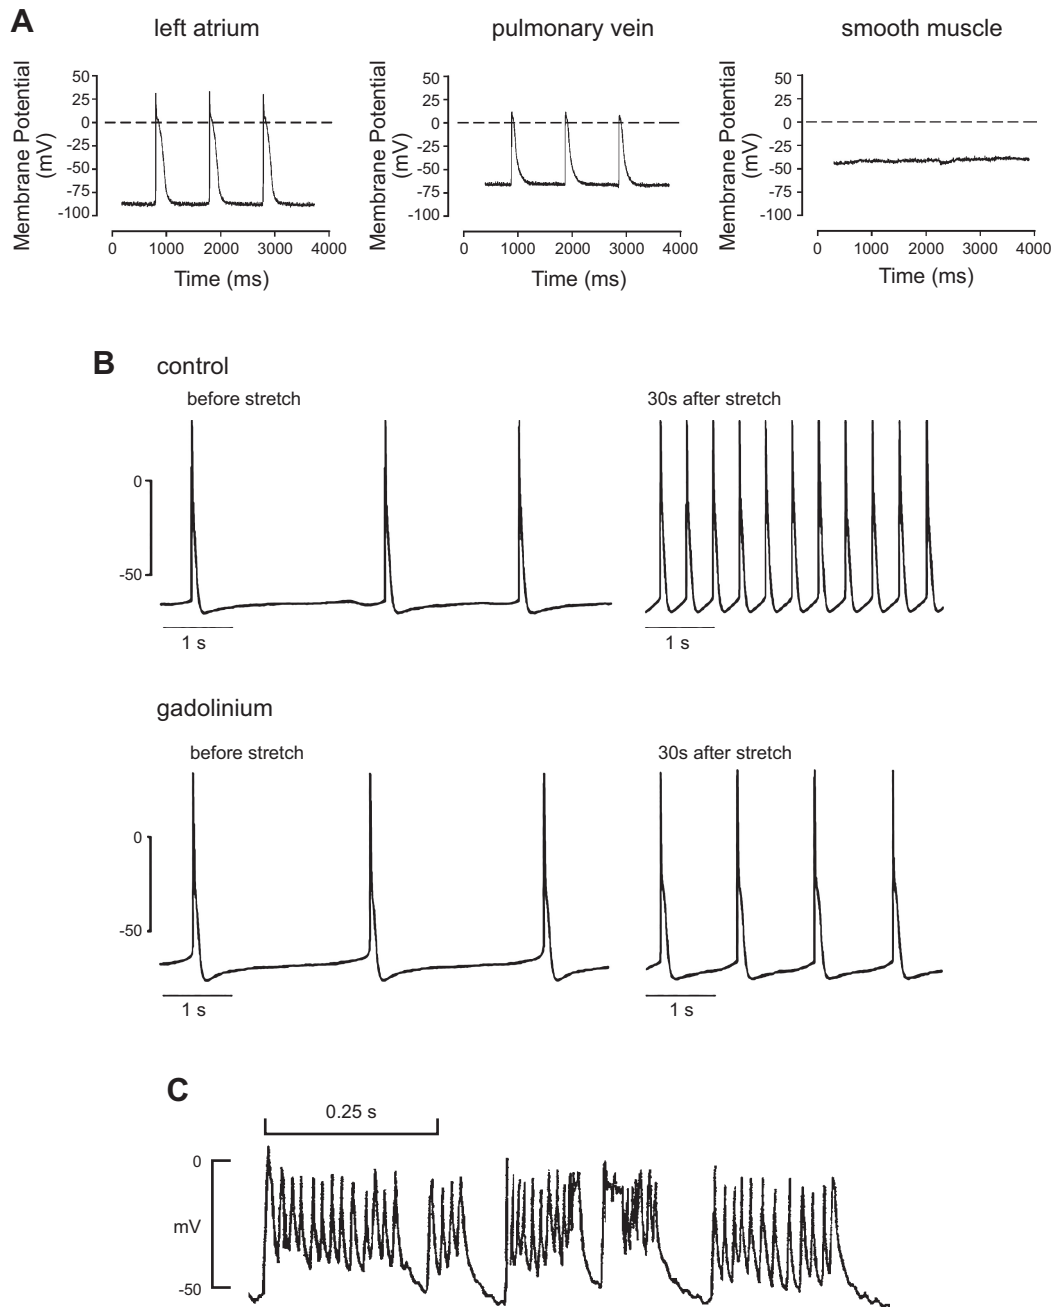 A
left atrium
pulmonary vein
smooth muscle
Membrane Potential
(mV)
50
25
0
-25
-50
-75
-100
0 1000 2000 3000 4000
Time (ms)
Membrane Potential
(mV)
50
25
0
-25
-50
-75
-100
0 1000 2000 3000 4000
Time (ms)
Membrane Potential
(mV)
50
25
0
-25
-50
-75
-100
0 1000 2000 3000 4000
Time (ms)
B
control
before stretch
30s after stretch
0
-50
1 s
1 s
gadolinium
before stretch
30s after stretch
0
-50
1 s
1 s
C
0.25 s
0
mV
-50